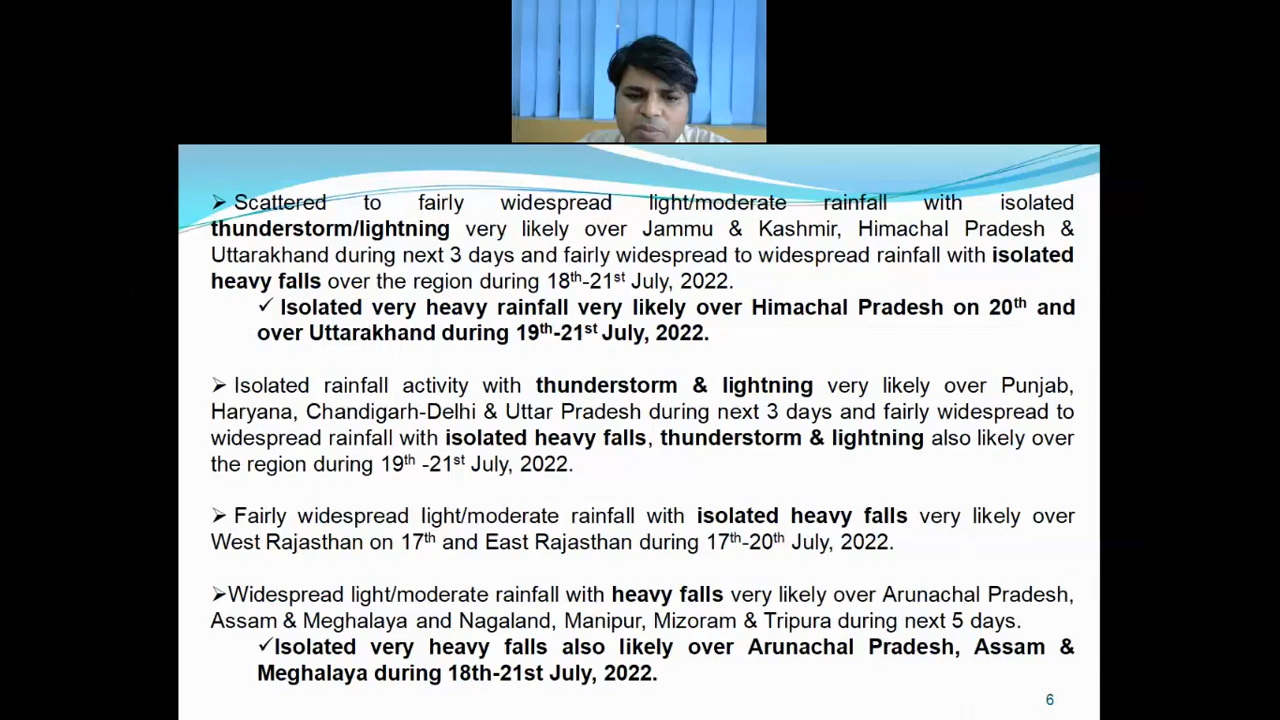 ➢ Scattered to fairly widespread light/moderate rainfall with isolated
thunderstorm/lightning very likely over Jammu & Kashmir, Himachal Pradesh &
Uttarakhand during next 3 days and fairly widespread to widespread rainfall with isolated
heavy falls over the region during 18th-21st July, 2022.
✓ Isolated very heavy rainfall very likely over Himachal Pradesh on 20th and
over Uttarakhand during 19th-21st July, 2022.
➢ Isolated rainfall activity with thunderstorm & lightning very likely over Punjab,
Haryana, Chandigarh-Delhi & Uttar Pradesh during next 3 days and fairly widespread to
widespread rainfall with isolated heavy falls, thunderstorm & lightning also likely over
the region during 19th -21st July, 2022.
➢ Fairly widespread light/moderate rainfall with isolated heavy falls very likely over
West Rajasthan on 17th and East Rajasthan during 17th-20th July, 2022.
➢Widespread light/moderate rainfall with heavy falls very likely over Arunachal Pradesh,
Assam & Meghalaya and Nagaland, Manipur, Mizoram & Tripura during next 5 days.
✓Isolated very heavy falls also likely over Arunachal Pradesh, Assam &
Meghalaya during 18th-21st July, 2022.
6